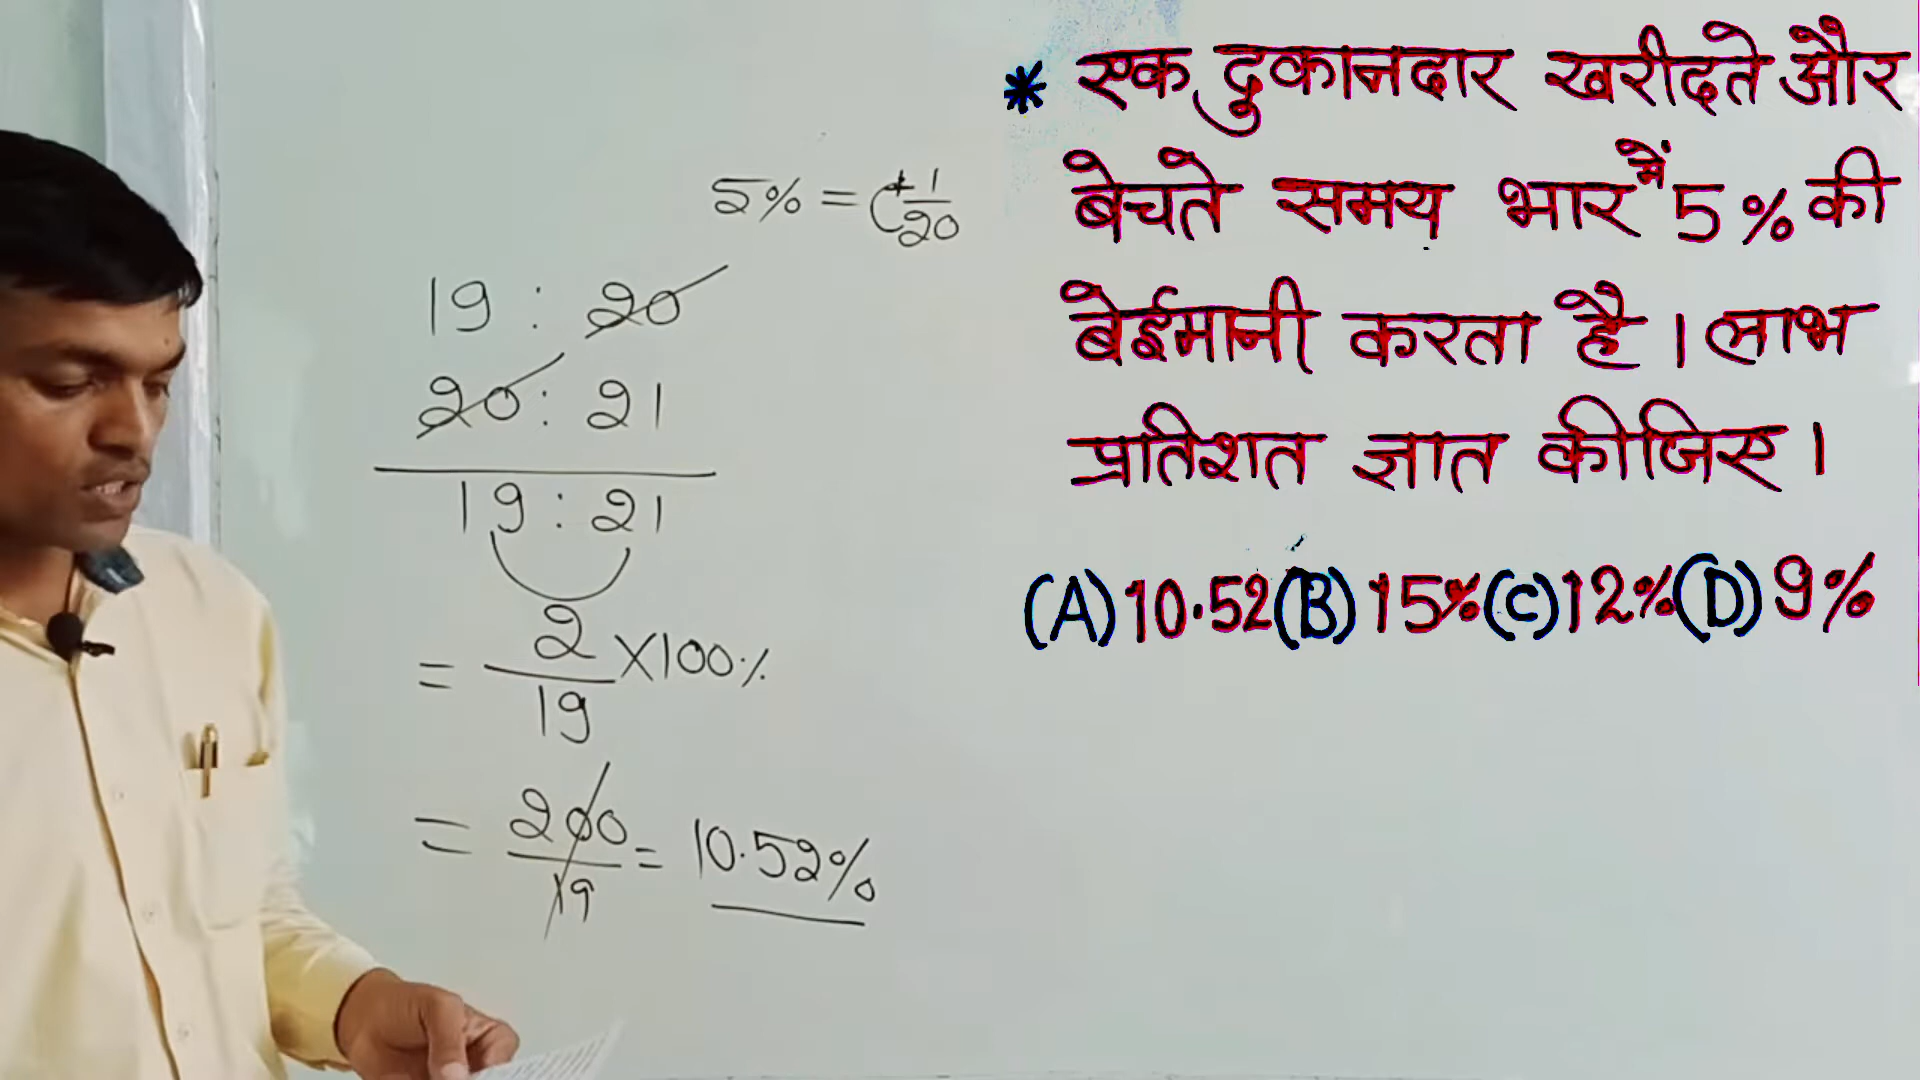 5% = (+1/20
19 : 20
20 : 21
19 : 21
= 2/19 X100%
= 200/19 = 10.52%
* एक दुकानदार खरीदते और
बेचते समय भार में 5% की
बेईमानी करता है । लाभ
प्रतिशत ज्ञात कीजिए ।
(A) 10.52 (B) 15% (C) 12% (D) 9%